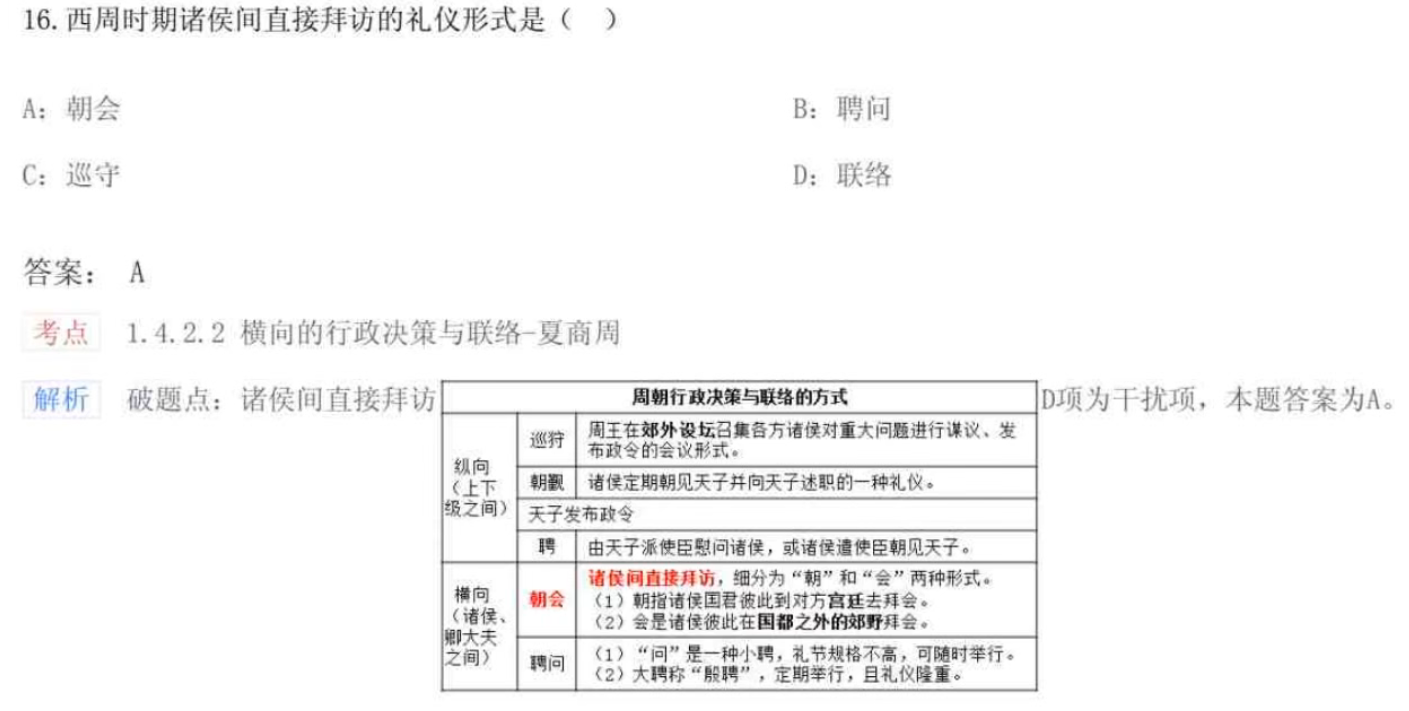 16. 西周时期诸侯间直接拜访的礼仪形式是（ ）
A：朝会
B：聘问
C：巡守
D：联络
答案： A
考点 1.4.2.2 横向的行政决策与联络-夏商周
解析 破题点：诸侯间直接拜访
D项为干扰项，本题答案为A。
周朝行政决策与联络的方式
纵向
（上下
级之间）
巡狩
周王在郊外设坛召集各方诸侯对重大问题进行谋议、发
布政令的会议形式。
朝觐
诸侯定期朝见天子并向天子述职的一种礼仪。
天子发布政令
聘
由天子派使臣慰问诸侯，或诸侯遣使臣朝见天子。
横向
（诸侯、
卿大夫
之间）
朝会
诸侯间直接拜访，细分为“朝”和“会”两种形式。
（1）朝指诸侯国君彼此到对方宫廷去拜会。
（2）会是诸侯彼此在国都之外的郊野拜会。
聘问
（1）“问”是一种小聘，礼节规格不高，可随时举行。
（2）大聘称“殷聘”，定期举行，且礼仪隆重。